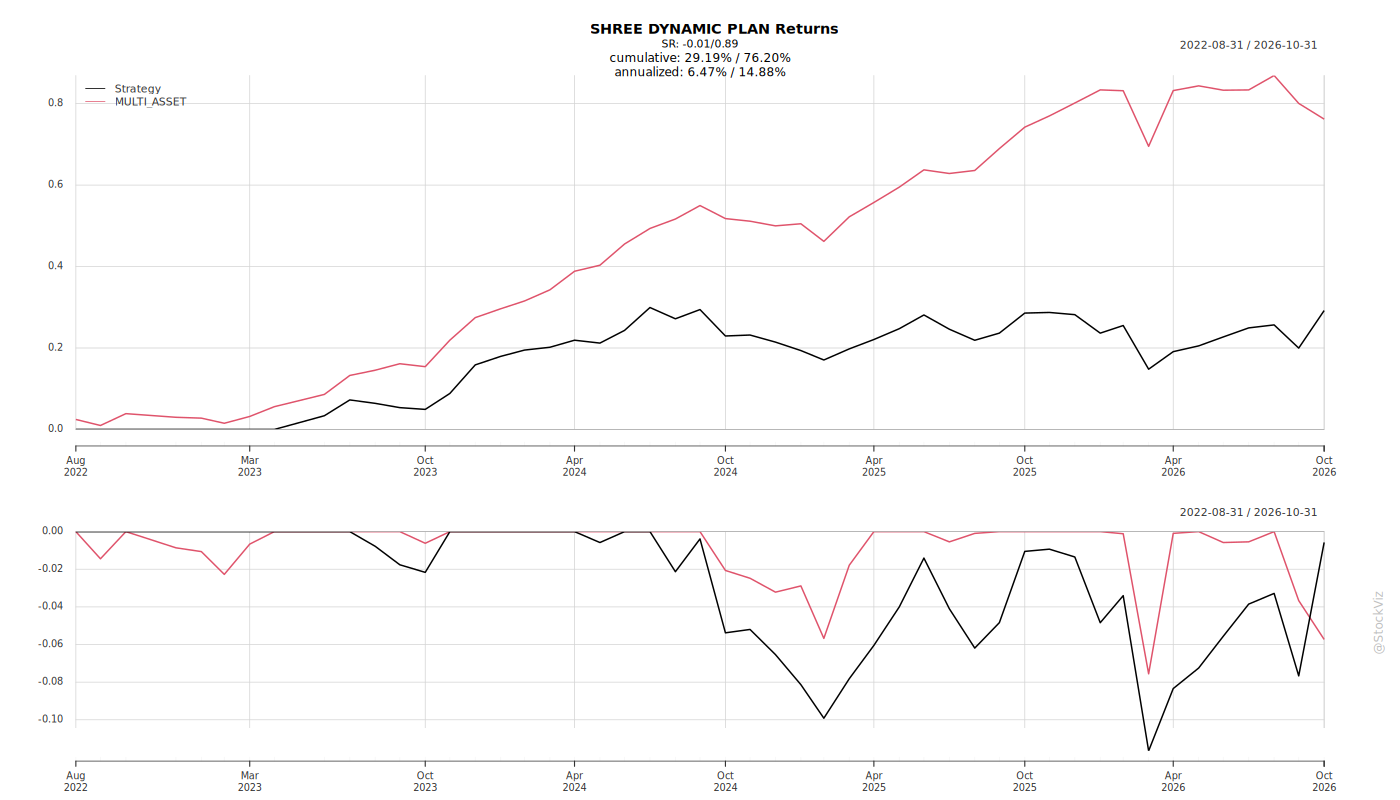 SHREE DYNAMIC PLAN Returns
SR: -0.01/0.89
cumulative: 29.19% / 76.20%
annualized: 6.47% / 14.88%
2022-08-31 / 2026-10-31
Strategy
MULTI_ASSET
0.8
0.6
0.4
0.2
0.0
Aug Mar Oct Apr Oct Apr Oct Apr Oct
2022 2023 2023 2024 2024 2025 2025 2026 2026
2022-08-31 / 2026-10-31
0.00
-0.02
-0.04
-0.06
-0.08
-0.10
Aug Mar Oct Apr Oct Apr Oct Apr Oct
2022 2023 2023 2024 2024 2025 2025 2026 2026
@StockViz